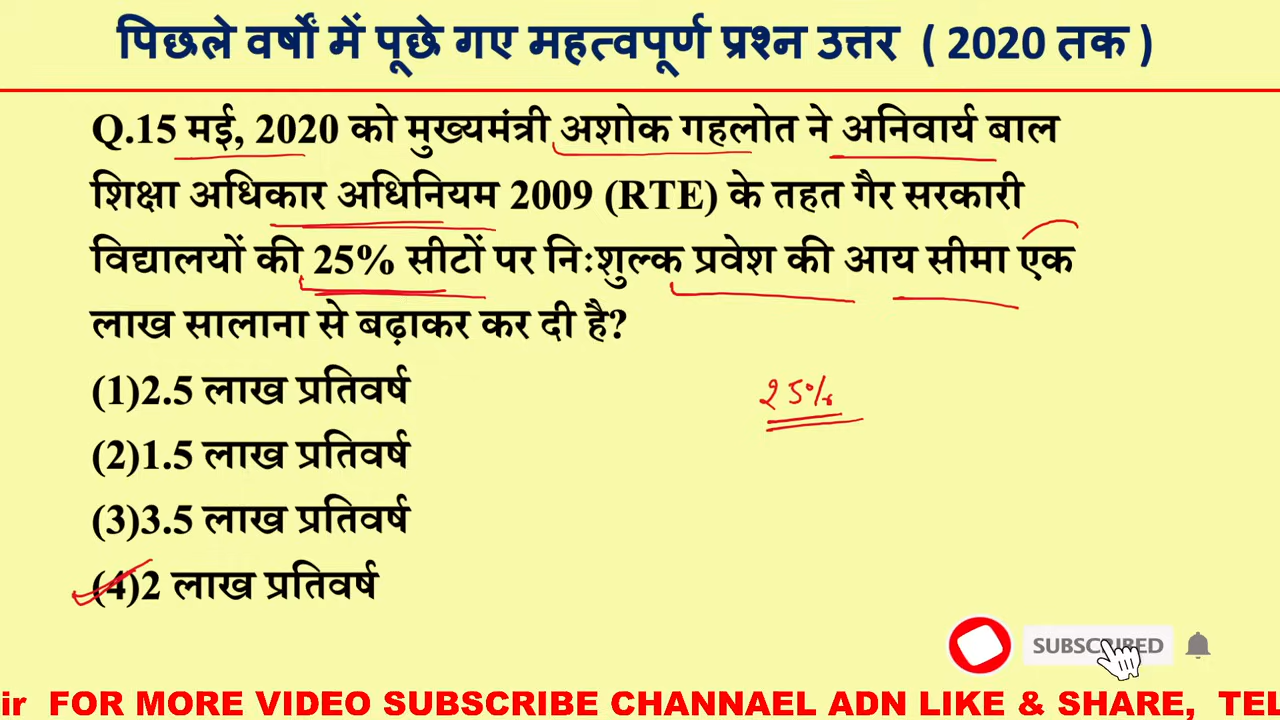 पिछले वर्षों में पूछे गए महत्वपूर्ण प्रश्न उत्तर ( 2020 तक )
Q.15 मई, 2020 को मुख्यमंत्री अशोक गहलोत ने अनिवार्य बाल
शिक्षा अधिकार अधिनियम 2009 (RTE) के तहत गैर सरकारी
विद्यालयों की 25% सीटों पर निःशुल्क प्रवेश की आय सीमा एक
लाख सालाना से बढ़ाकर कर दी है?
(1)2.5 लाख प्रतिवर्ष
25%
(2)1.5 लाख प्रतिवर्ष
(3)3.5 लाख प्रतिवर्ष
(4)2 लाख प्रतिवर्ष
SUBSCRIBED
ir FOR MORE VIDEO SUBSCRIBE CHANNAEL ADN LIKE & SHARE, TEL